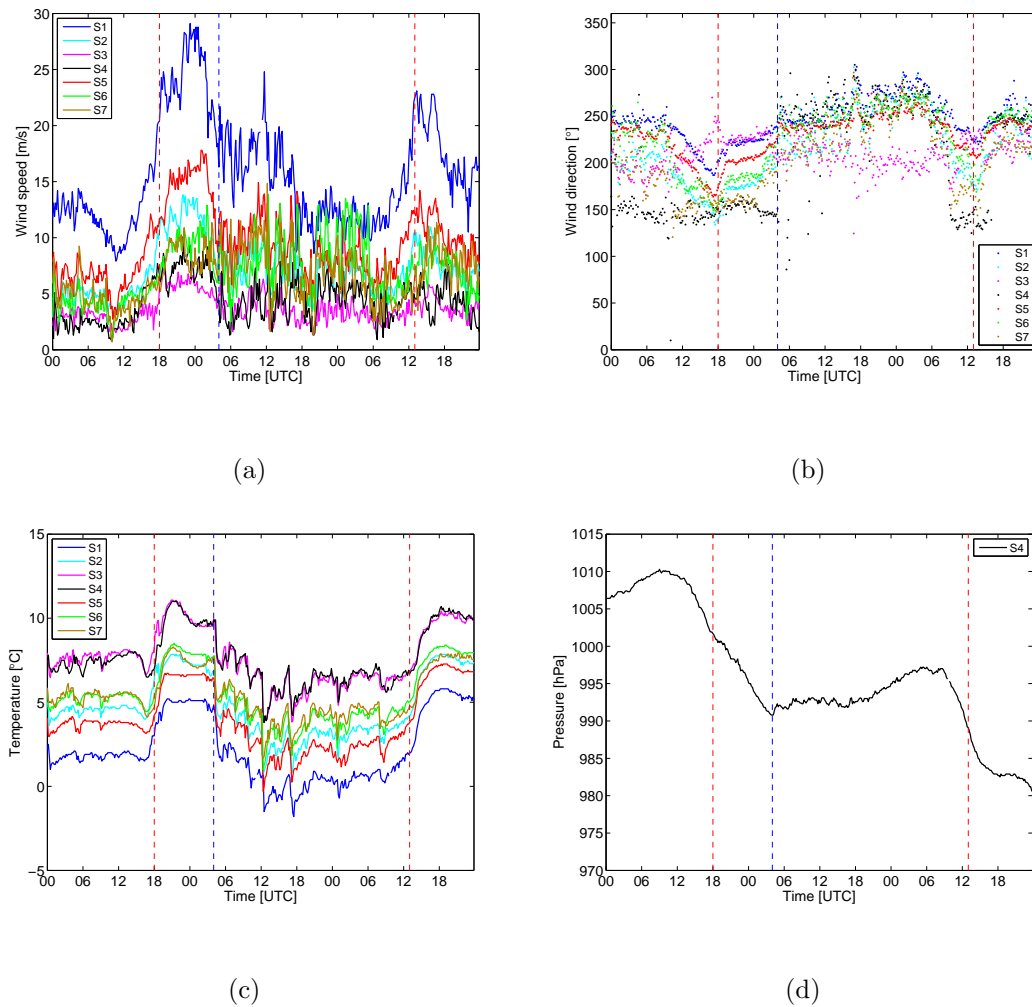 30
25
20
15
10
5
0
Wind speed [m/s]
S1
S2
S3
S4
S5
S6
S7
00 06 12 18 00 06 12 18 00 06 12 18
Time [UTC]
(a)
350
300
250
200
150
100
50
0
Wind direction [°]
S1
S2
S3
S4
S5
S6
S7
00 06 12 18 00 06 12 18 00 06 12 18
Time [UTC]
(b)
15
10
5
0
−5
Temperature [°C]
S1
S2
S3
S4
S5
S6
S7
00 06 12 18 00 06 12 18 00 06 12 18
Time [UTC]
(c)
1015
1010
1005
1000
995
990
985
980
975
970
Pressure [hPa]
S4
00 06 12 18 00 06 12 18 00 06 12 18
Time [UTC]
(d)